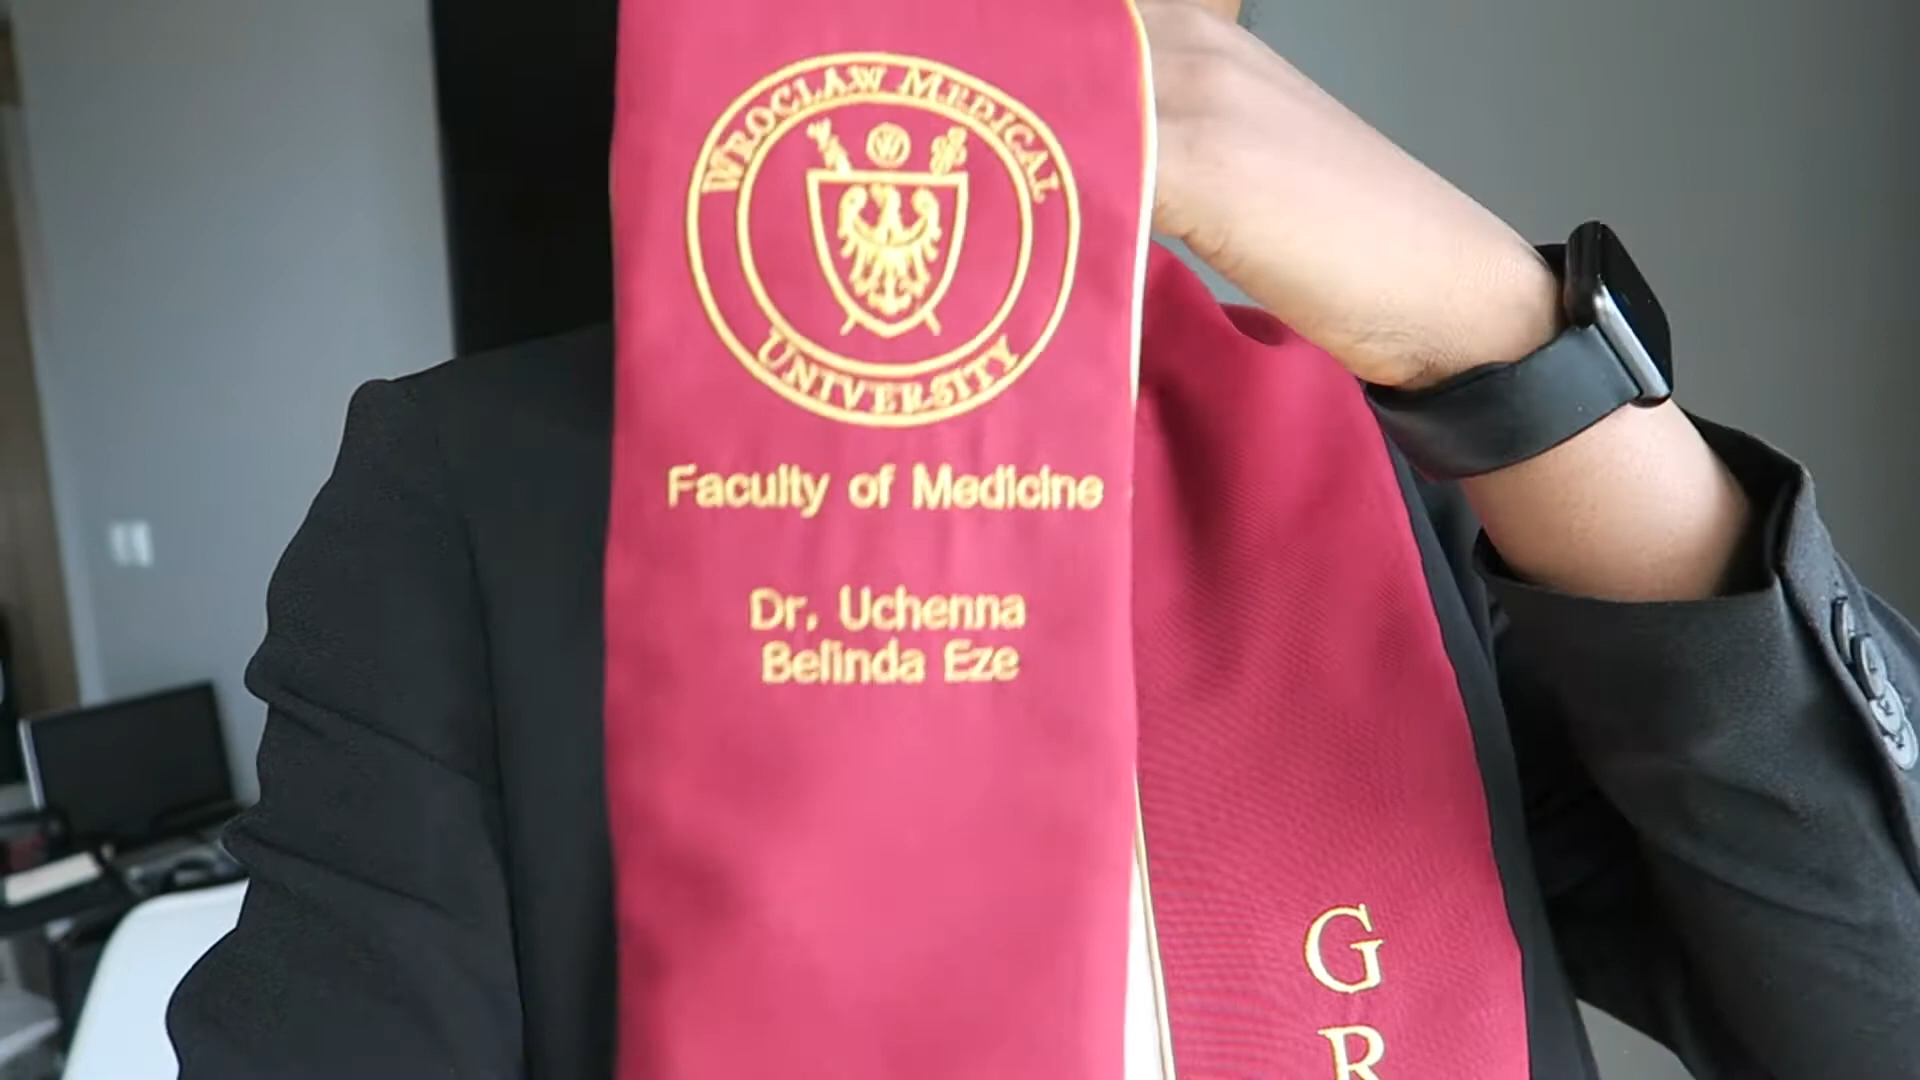 WROCLAW MEDICAL
UNIVERSITY
Faculty of Medicine
Dr. Uchenna
Belinda Eze
G
R